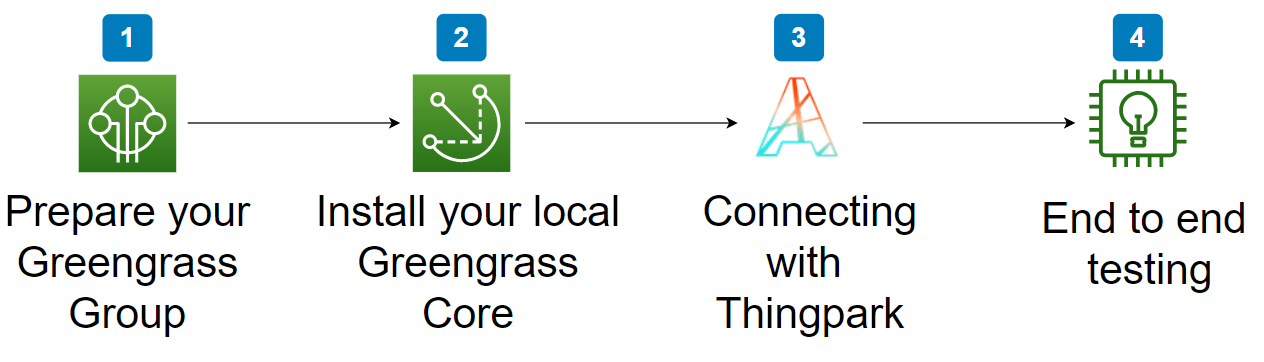 1
2
3
4
Prepare your
Greengrass
Group
Install your local
Greengrass
Core
Connecting
with
Thingpark
End to end
testing